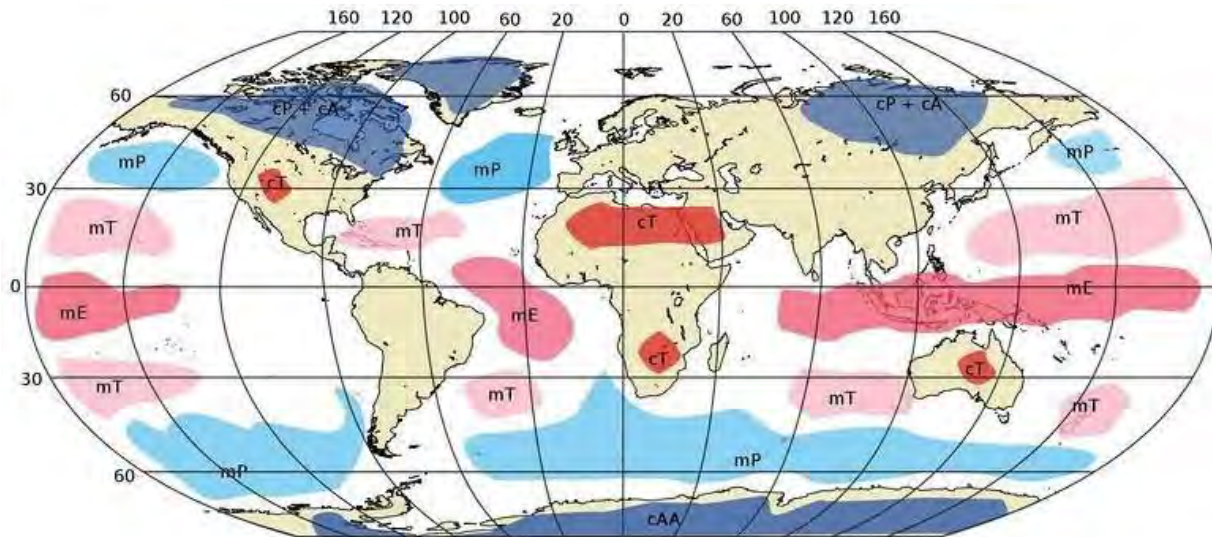 160 120 100 60 20 0 20 60 100 120 160
60
cP + cA cP + cA
mP mP mP
cT
30
mT mT cT mT
0
mE mE mE
cT cT
30
mT mT mT mT
mP mP
60
cAA